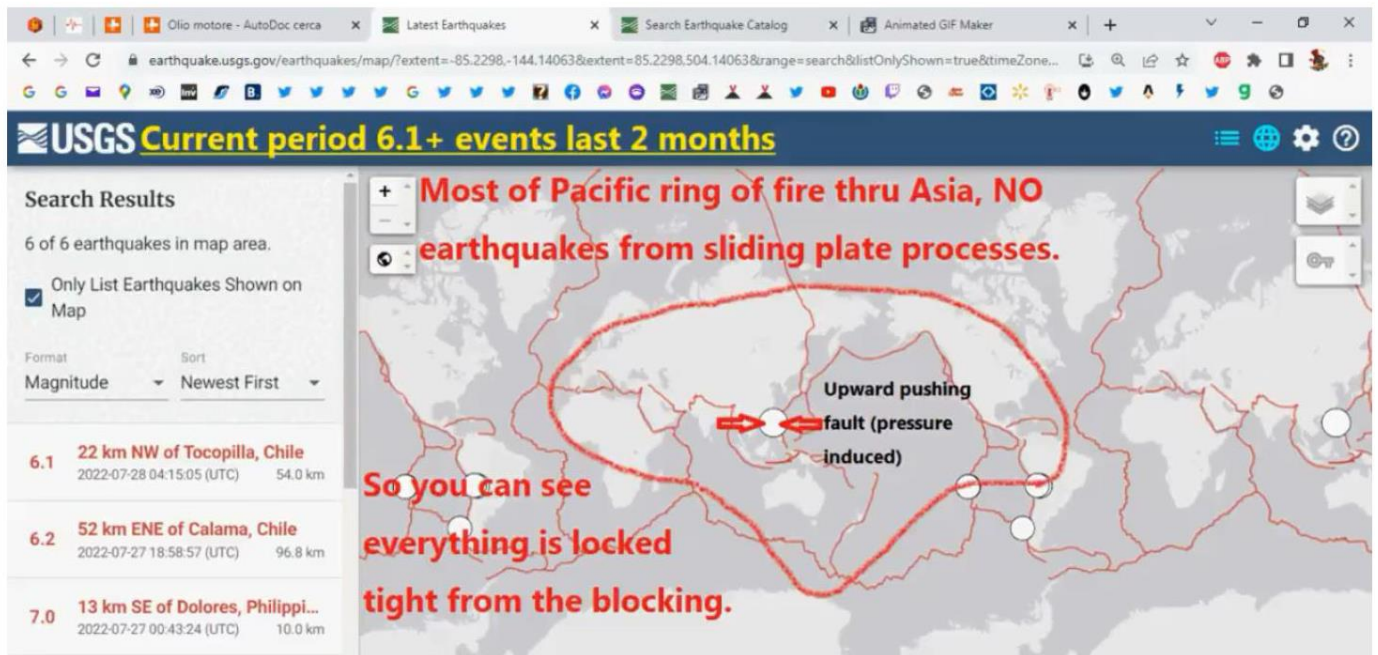 Olio motore - AutoDoc cerca
Latest Earthquakes
Search Earthquake Catalog
Animated GIF Maker
earthquake.usgs.gov/earthquakes/map/?extent=-85.2298,-144.14063&extent=85.2298,504.14063&range=search&listOnlyShown=true&timeZone...
USGS Current period 6.1+ events last 2 months
Search Results
6 of 6 earthquakes in map area.
Only List Earthquakes Shown on
Map
Format
Sort
Magnitude
Newest First
6.1
22 km NW of Tocopilla, Chile
2022-07-28 04:15:05 (UTC) 54.0 km
6.2
52 km ENE of Calama, Chile
2022-07-27 18:58:57 (UTC) 96.8 km
7.0
13 km SE of Dolores, Philippi...
2022-07-27 00:43:24 (UTC) 10.0 km
Most of Pacific ring of fire thru Asia, NO
earthquakes from sliding plate processes.
Upward pushing
fault (pressure
induced)
So you can see
everything is locked
tight from the blocking.